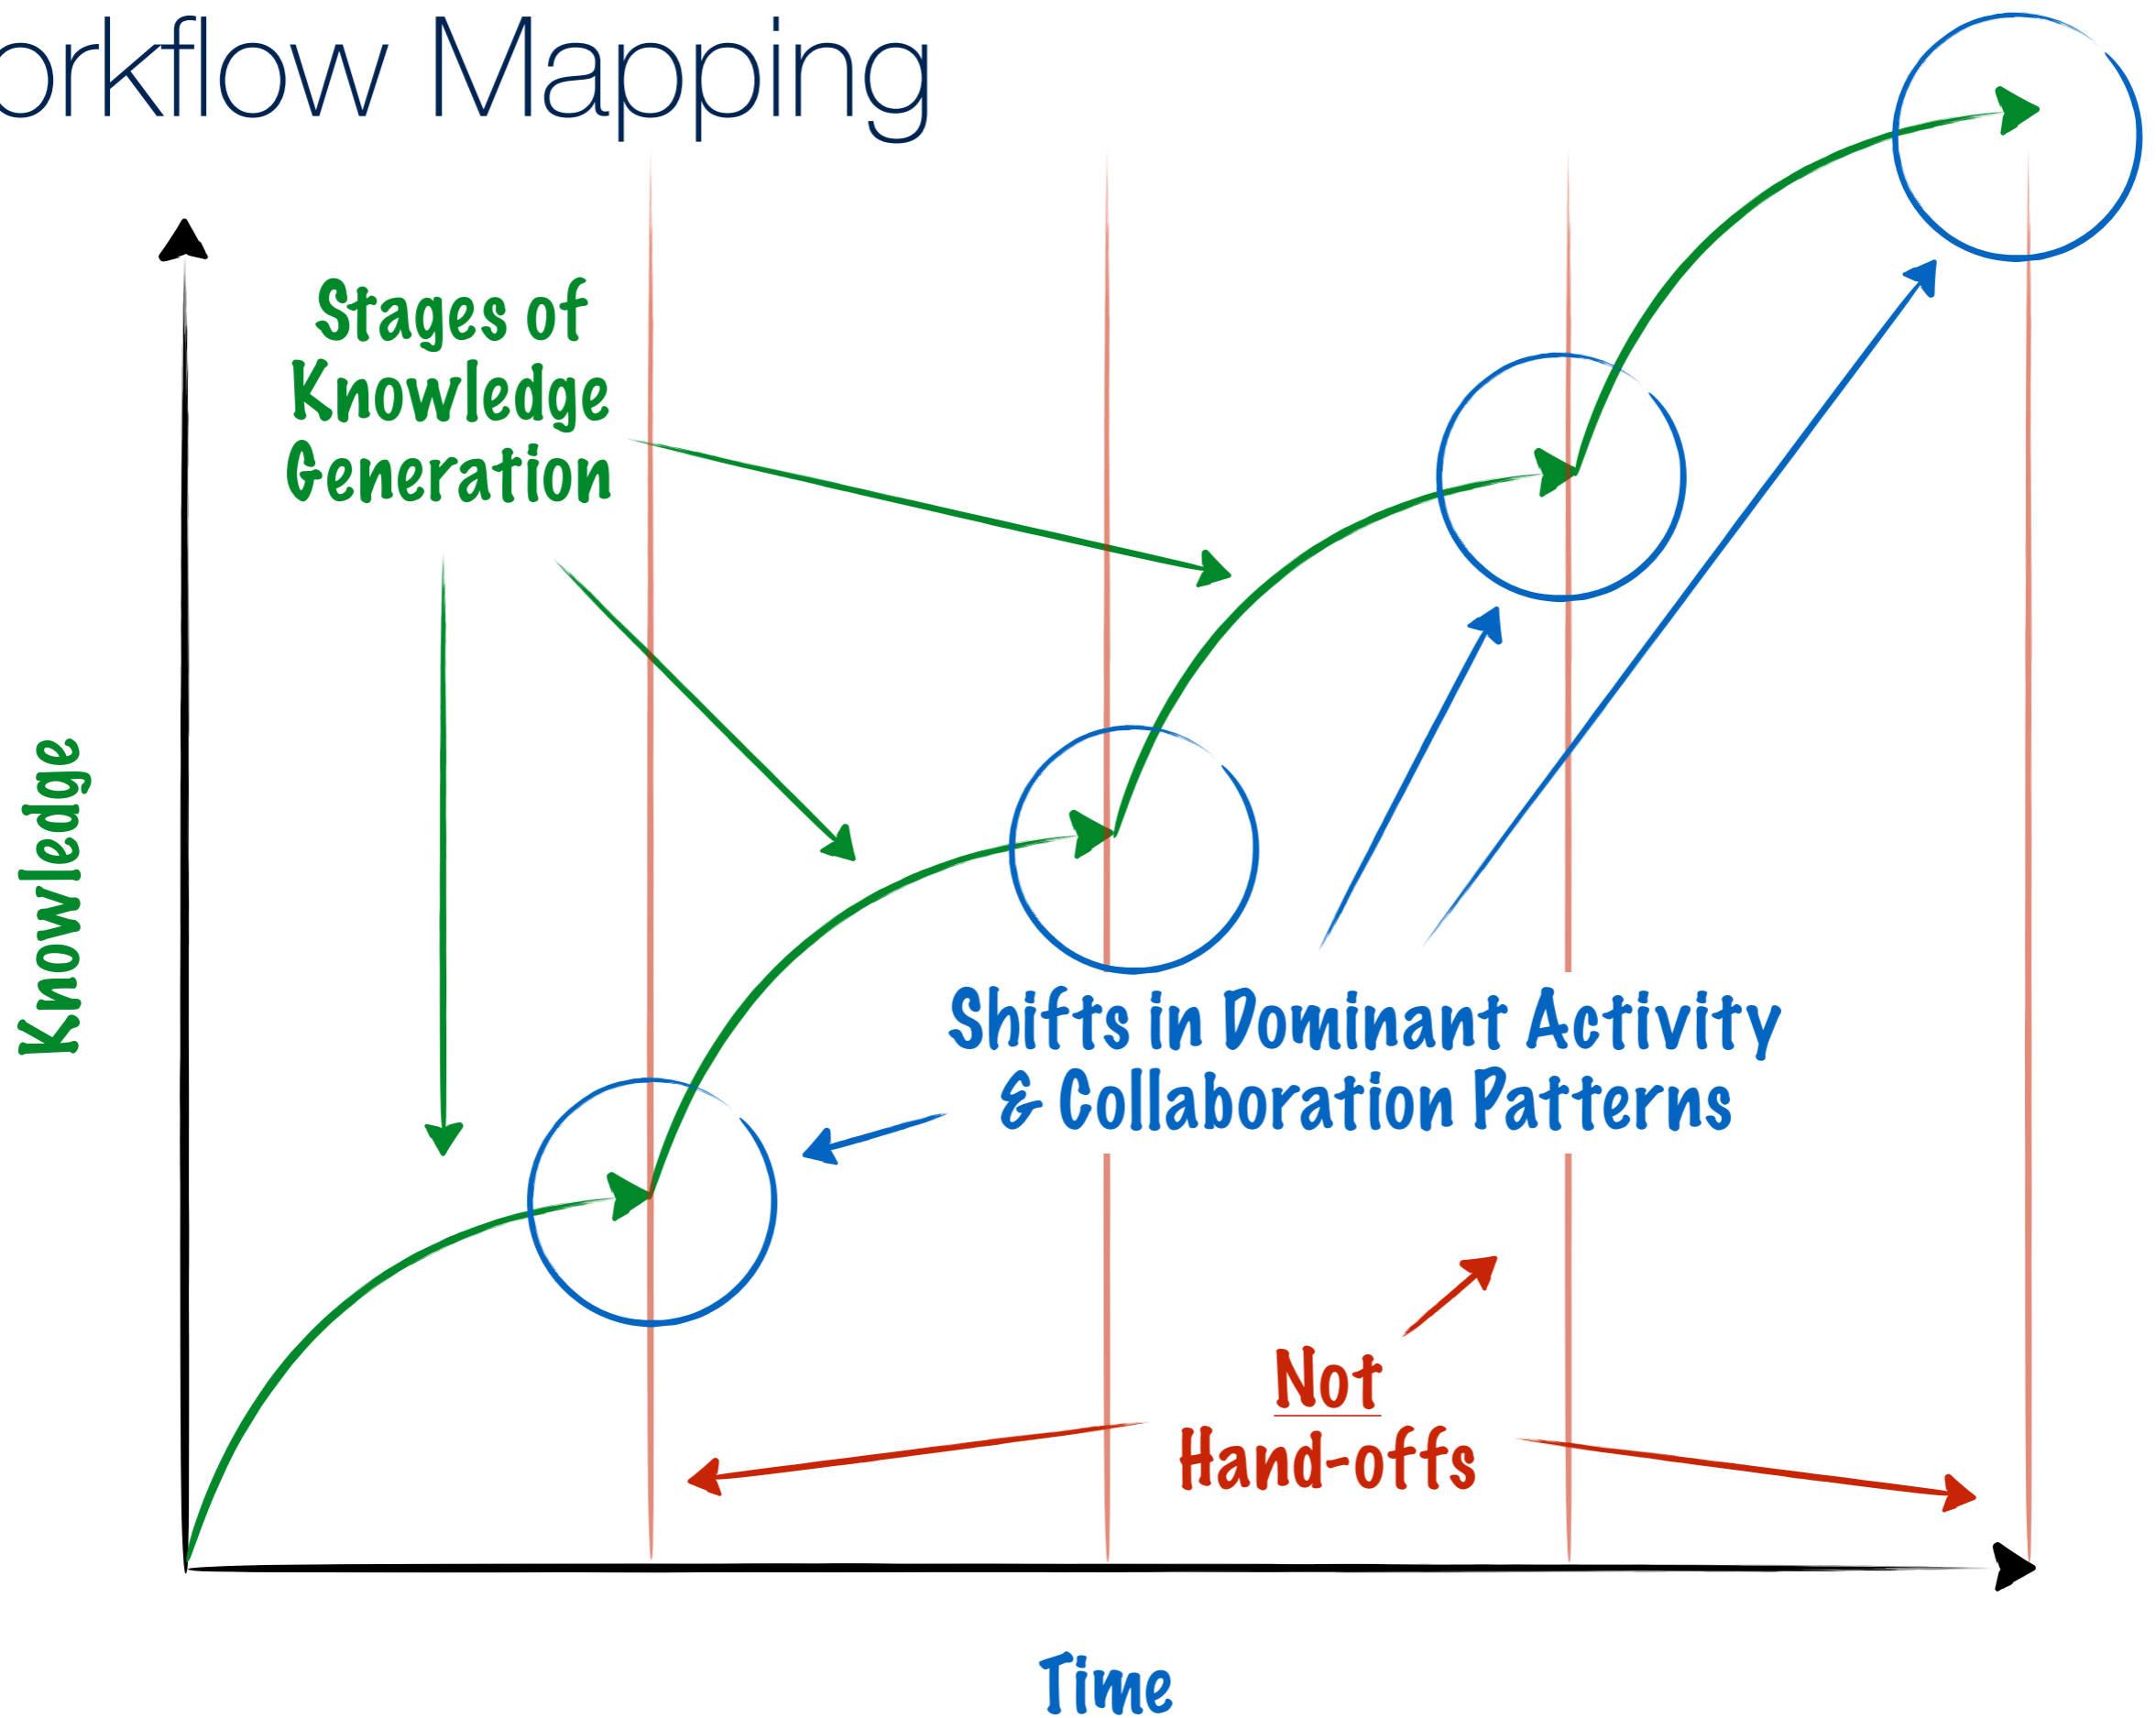 orkflow Mapping
Stages of
Knowledge
Generation
Knowledge
Shifts in Dominant Activity
& Collaboration Patterns
Not
Hand-offs
Time